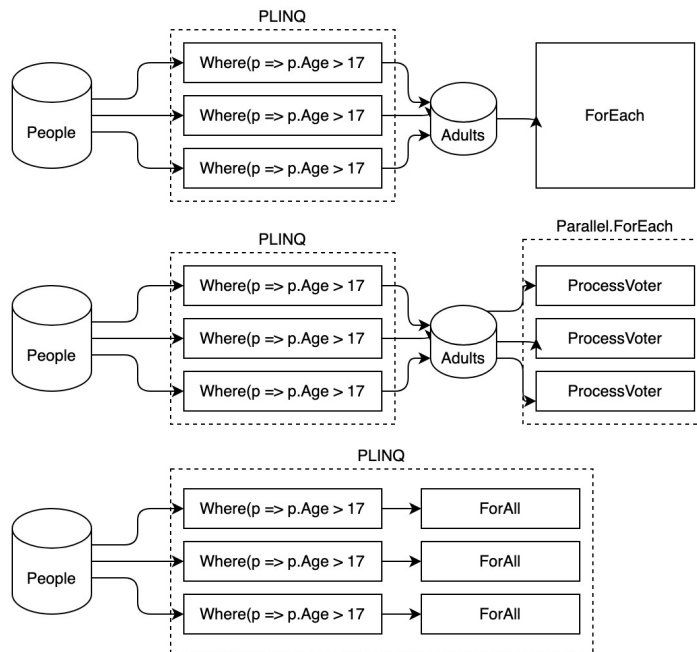 PLINQ
People
Where(p => p.Age > 17
Where(p => p.Age > 17
Where(p => p.Age > 17
Adults
ForEach
PLINQ
Parallel.ForEach
People
Where(p => p.Age > 17
Where(p => p.Age > 17
Where(p => p.Age > 17
Adults
ProcessVoter
ProcessVoter
ProcessVoter
PLINQ
People
Where(p => p.Age > 17
ForAll
Where(p => p.Age > 17
ForAll
Where(p => p.Age > 17
ForAll